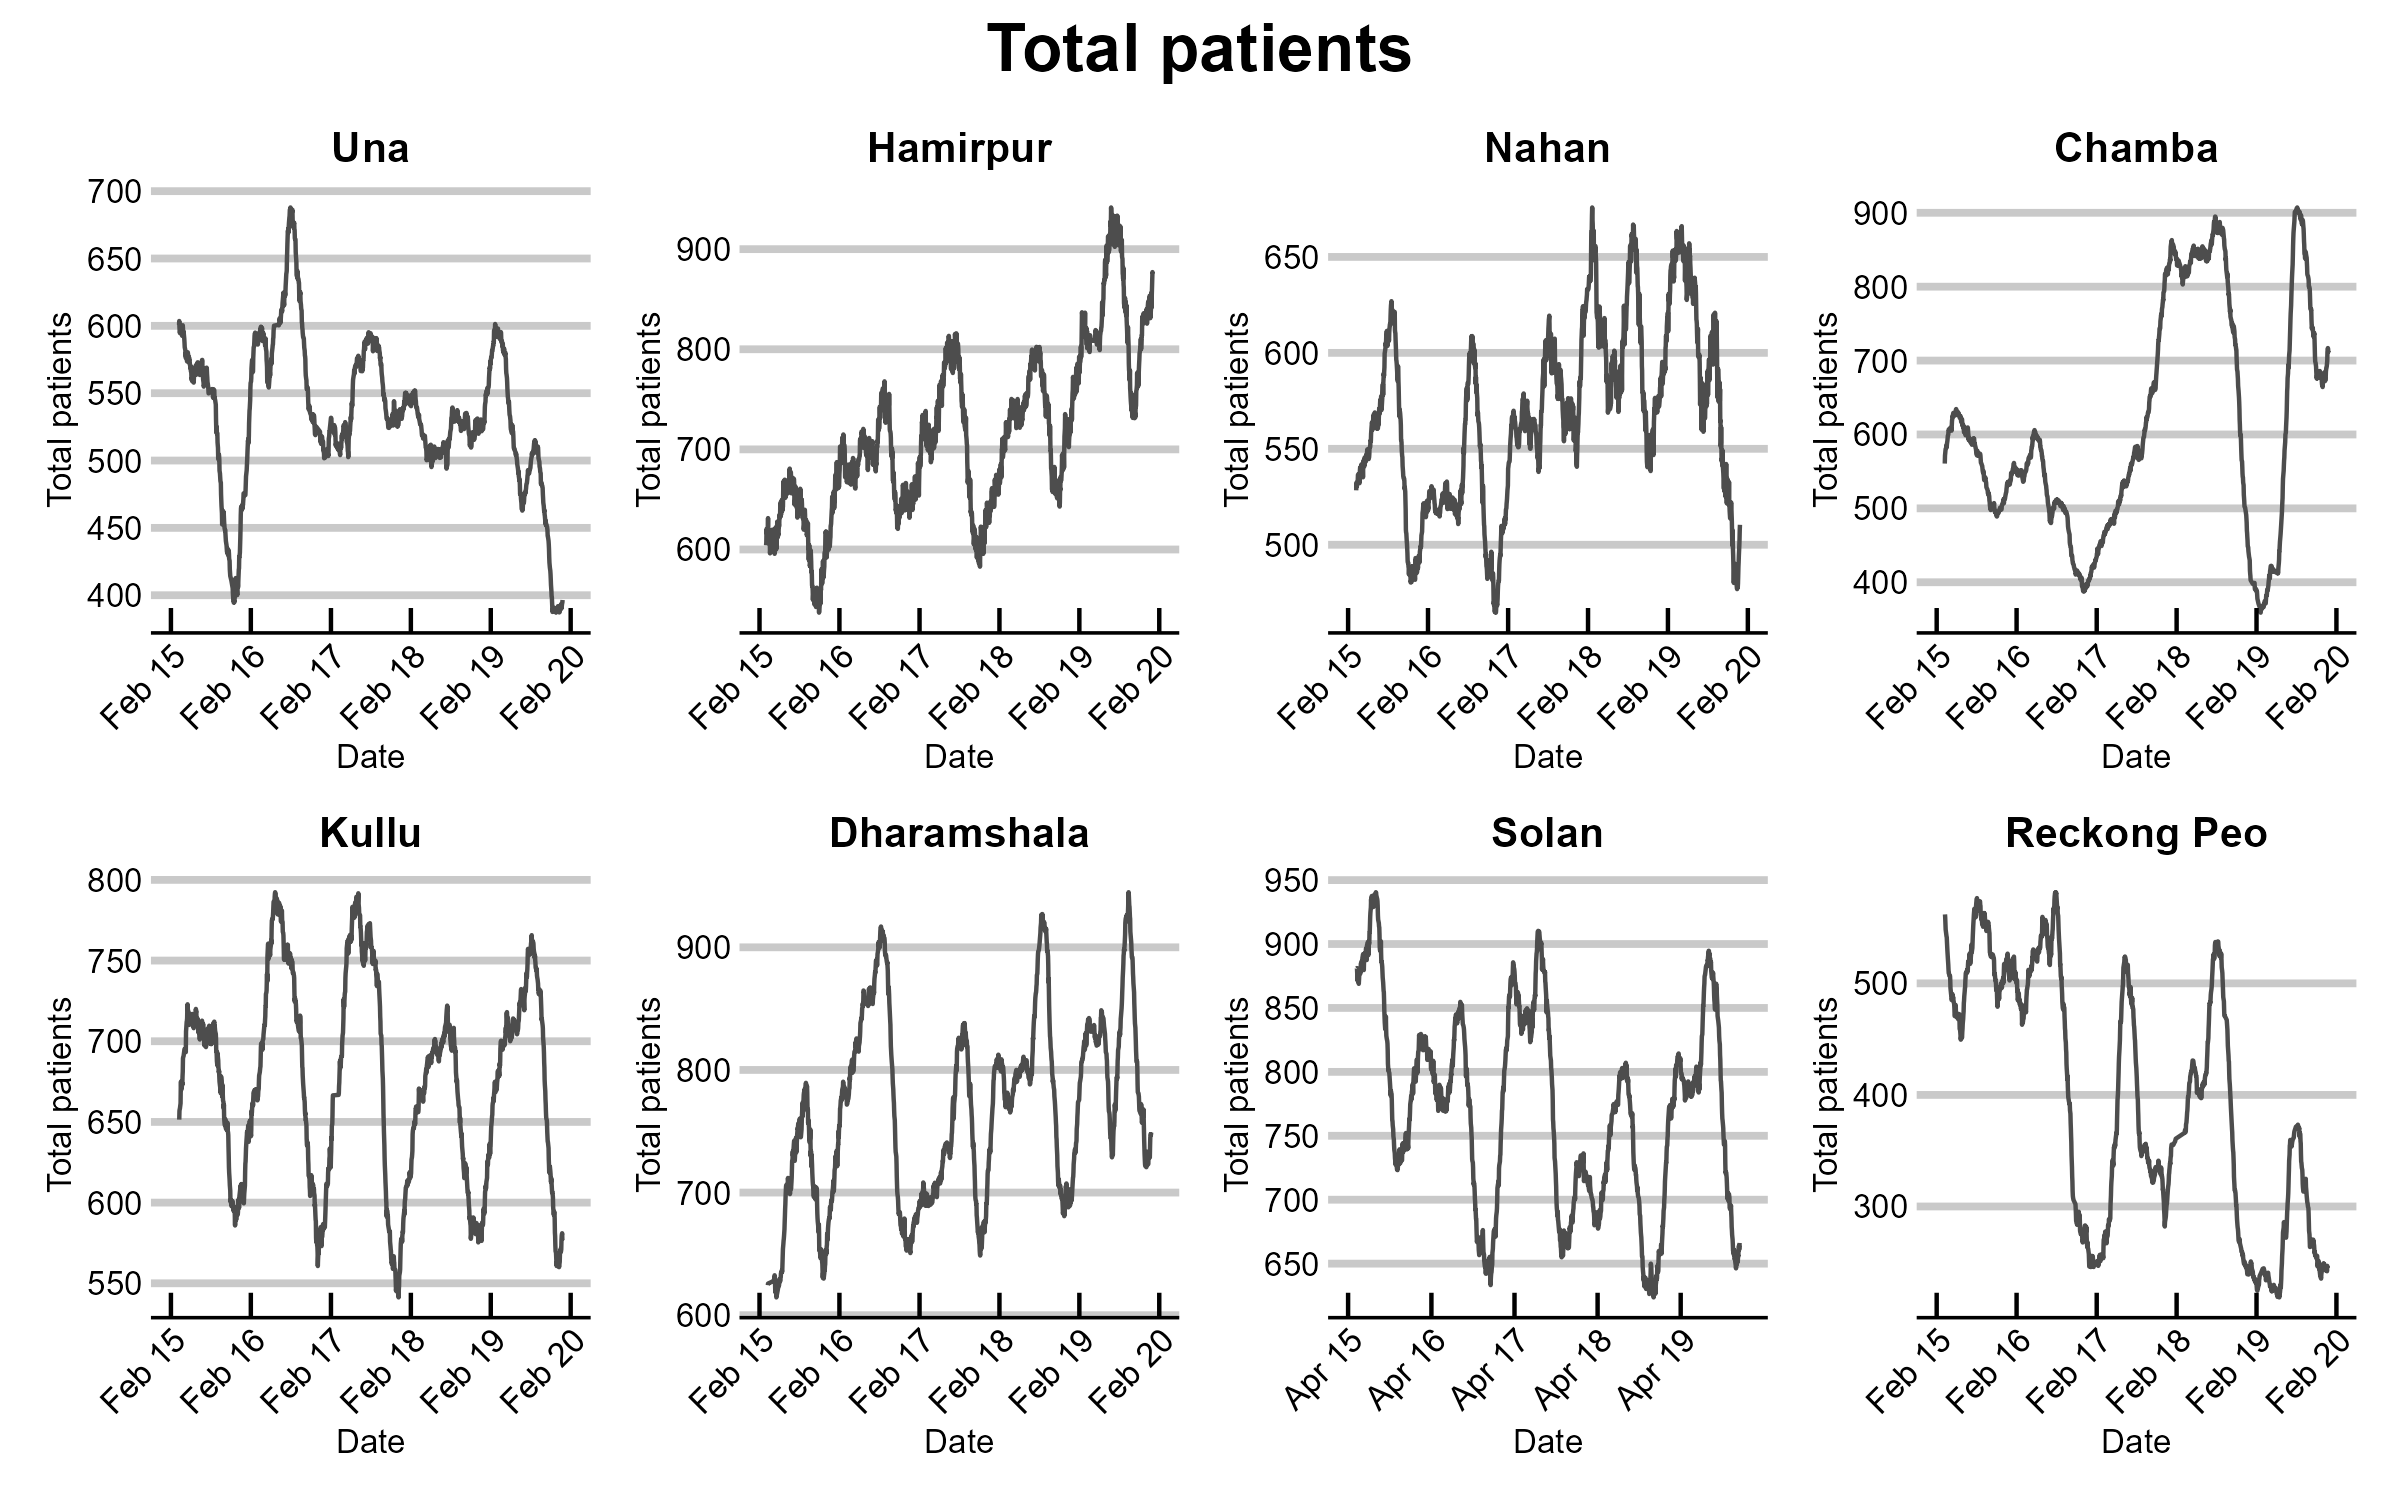 Total patients
Una
Total patients
700
650
600
550
500
450
400
Feb 15
Feb 16
Feb 17
Feb 18
Feb 19
Feb 20
Date
Hamirpur
Total patients
900
800
700
600
Feb 15
Feb 16
Feb 17
Feb 18
Feb 19
Feb 20
Date
Nahan
Total patients
650
600
550
500
Feb 15
Feb 16
Feb 17
Feb 18
Feb 19
Feb 20
Date
Chamba
Total patients
900
800
700
600
500
400
Feb 15
Feb 16
Feb 17
Feb 18
Feb 19
Feb 20
Date
Kullu
Total patients
800
750
700
650
600
550
Feb 15
Feb 16
Feb 17
Feb 18
Feb 19
Feb 20
Date
Dharamshala
Total patients
900
800
700
600
Feb 15
Feb 16
Feb 17
Feb 18
Feb 19
Feb 20
Date
Solan
Total patients
950
900
850
800
750
700
650
Apr 15
Apr 16
Apr 17
Apr 18
Apr 19
Date
Reckong Peo
Total patients
500
400
300
Feb 15
Feb 16
Feb 17
Feb 18
Feb 19
Feb 20
Date